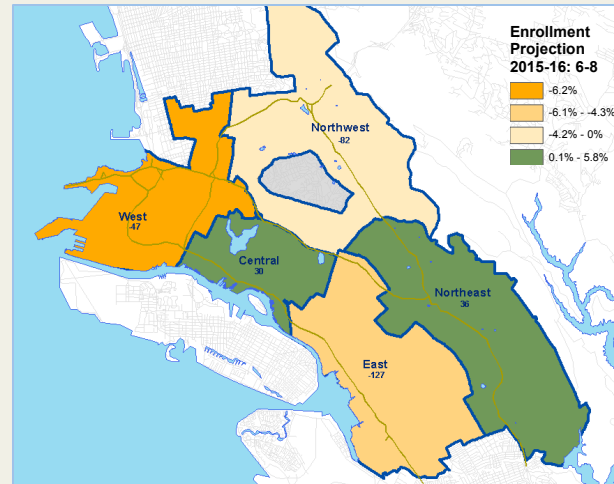 Enrollment
Projection
2015-16: 6-8
-6.2%
-6.1% - -4.3%
-4.2% - 0%
0.1% - 5.8%
Northwest
-82
West
-47
Central
30
Northeast
36
East
-127